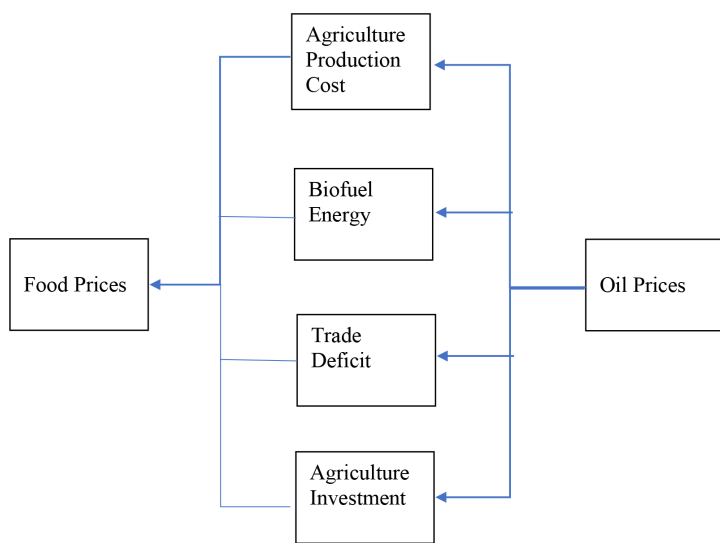 Agriculture
Production
Cost
Biofuel
Energy
Food Prices
Oil Prices
Trade
Deficit
Agriculture
Investment